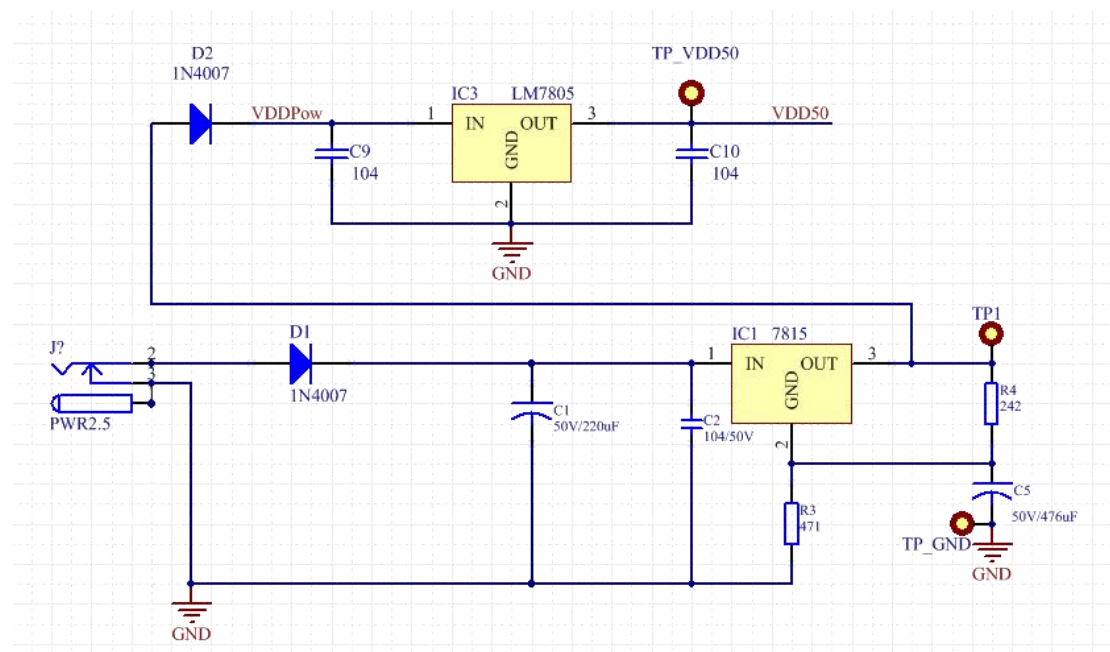 D2
1N4007
TP_VDD50
VDDPow
IC3 LM7805
1 IN OUT 3
GND
2
VDD50
C9
104
C10
104
GND
J?
2
3
PWR2.5
D1
1N4007
IC1 7815
1 IN OUT 3
GND
2
TP1
R4
242
C1
50V/220uF
C2
104/50V
R3
471
C5
50V/476uF
TP_GND
GND
GND